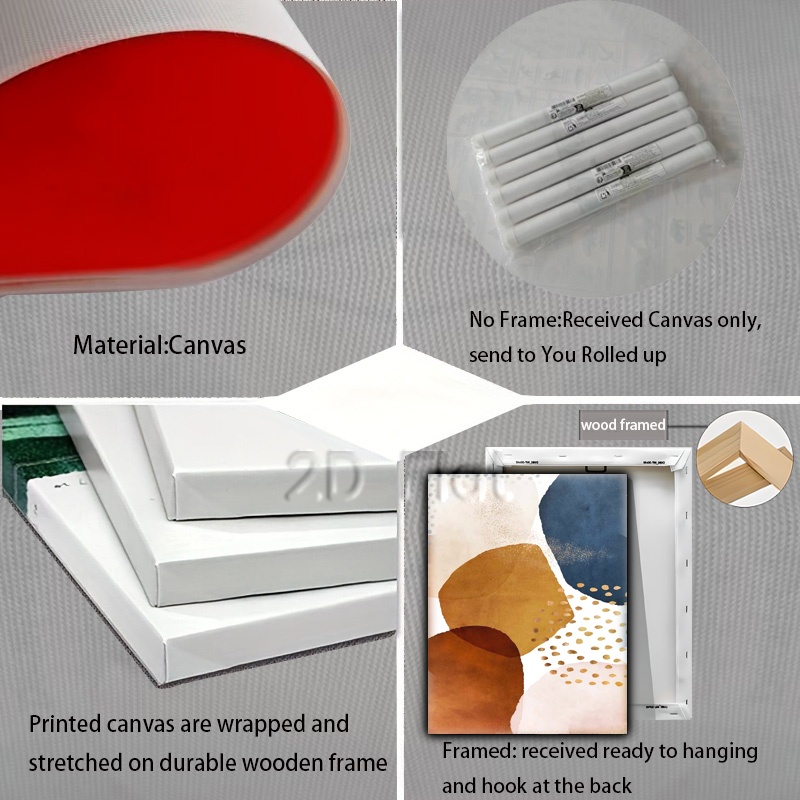 Material:Canvas
No Frame:Received Canvas only,
send to You Rolled up
wood framed
Printed canvas are wrapped and
stretched on durable wooden frame
Framed: received ready to hanging
and hook at the back